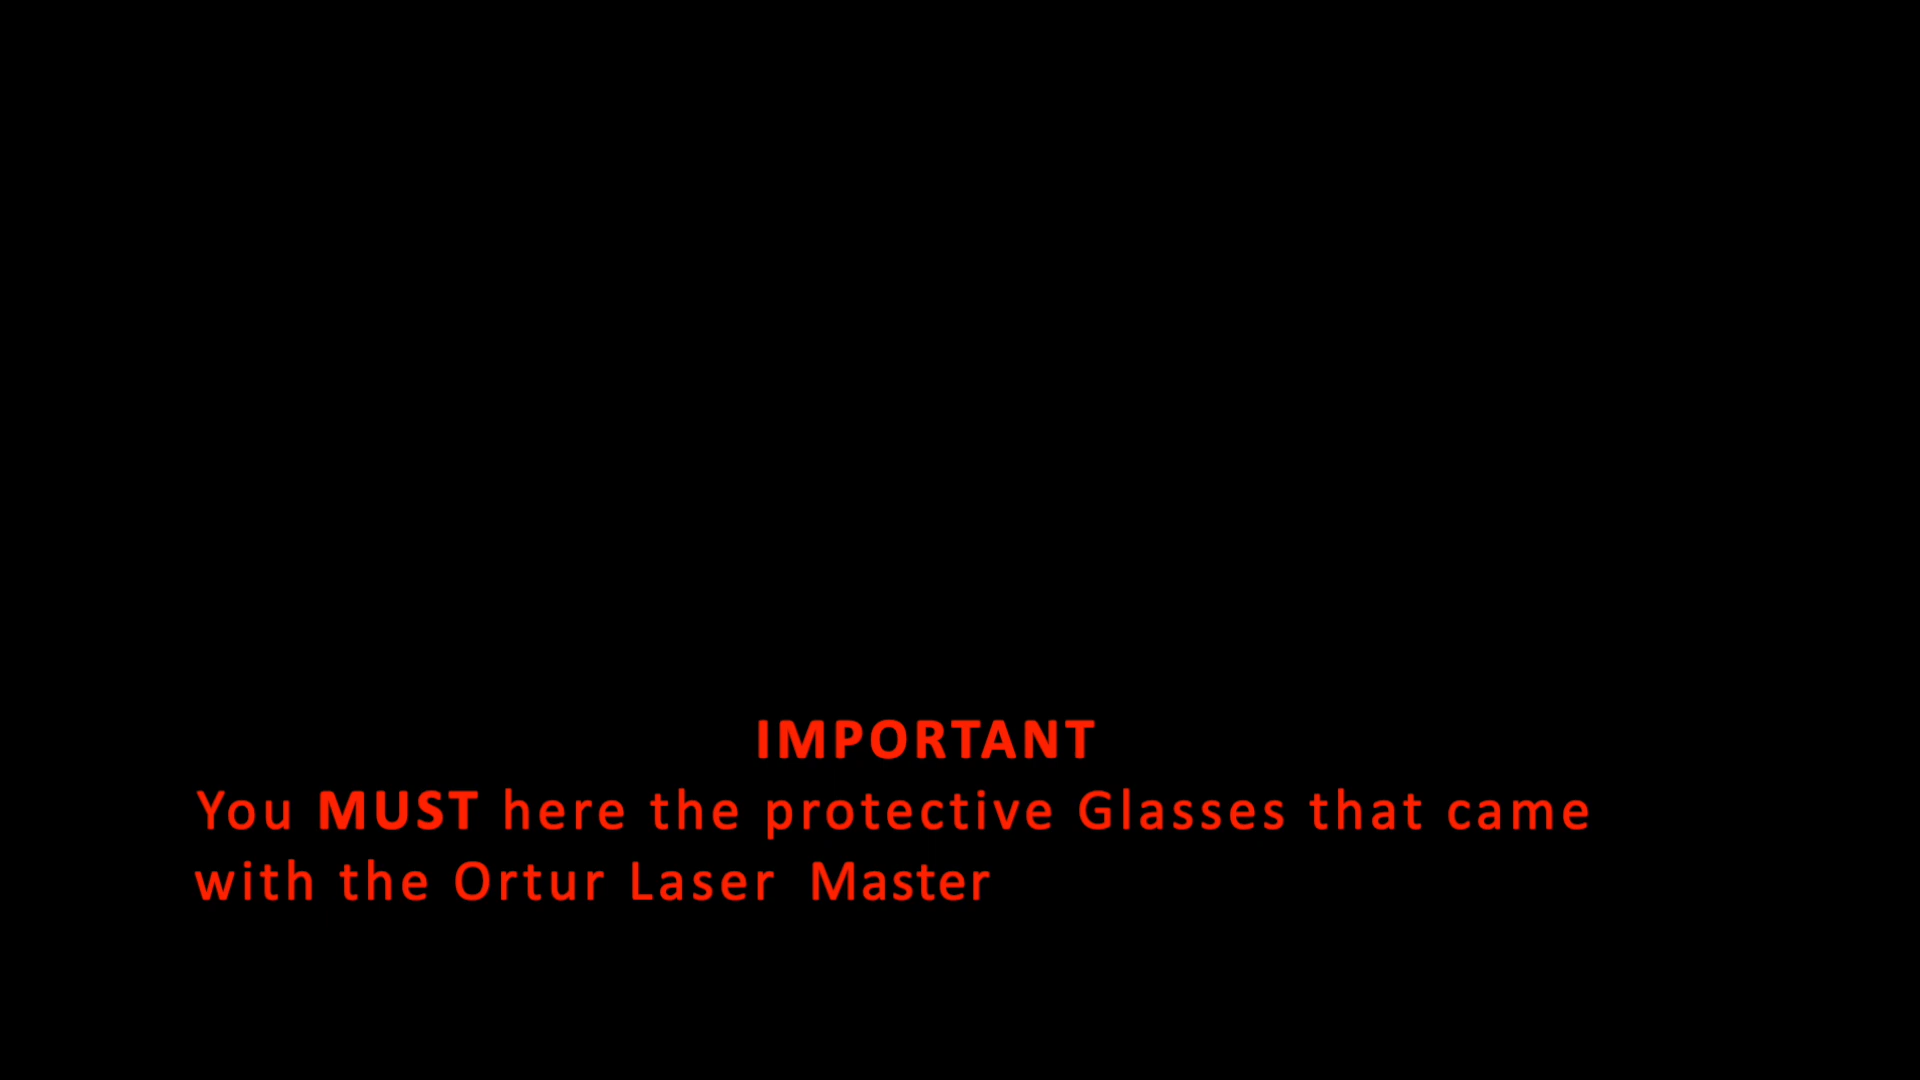 IMPORTANT
You MUST here the protective Glasses that came
with the Ortur Laser Master